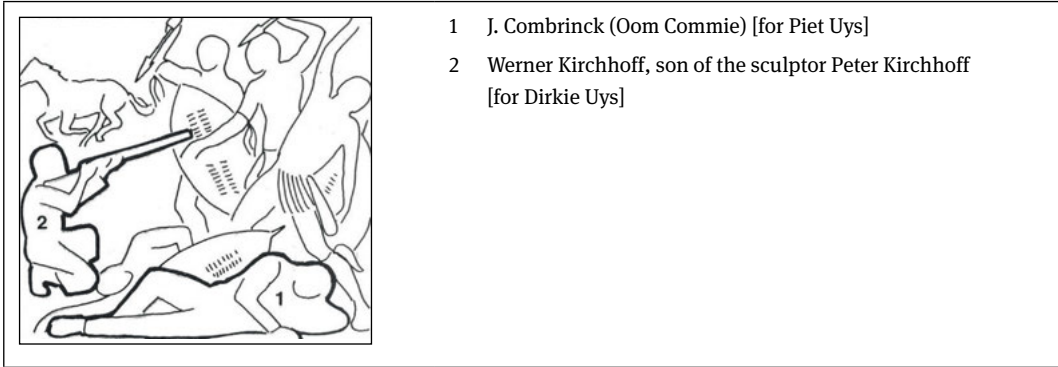 1 J. Combrinck (Oom Commie) [for Piet Uys]
2 Werner Kirchhoff, son of the sculptor Peter Kirchhoff
[for Dirkie Uys]
2
1